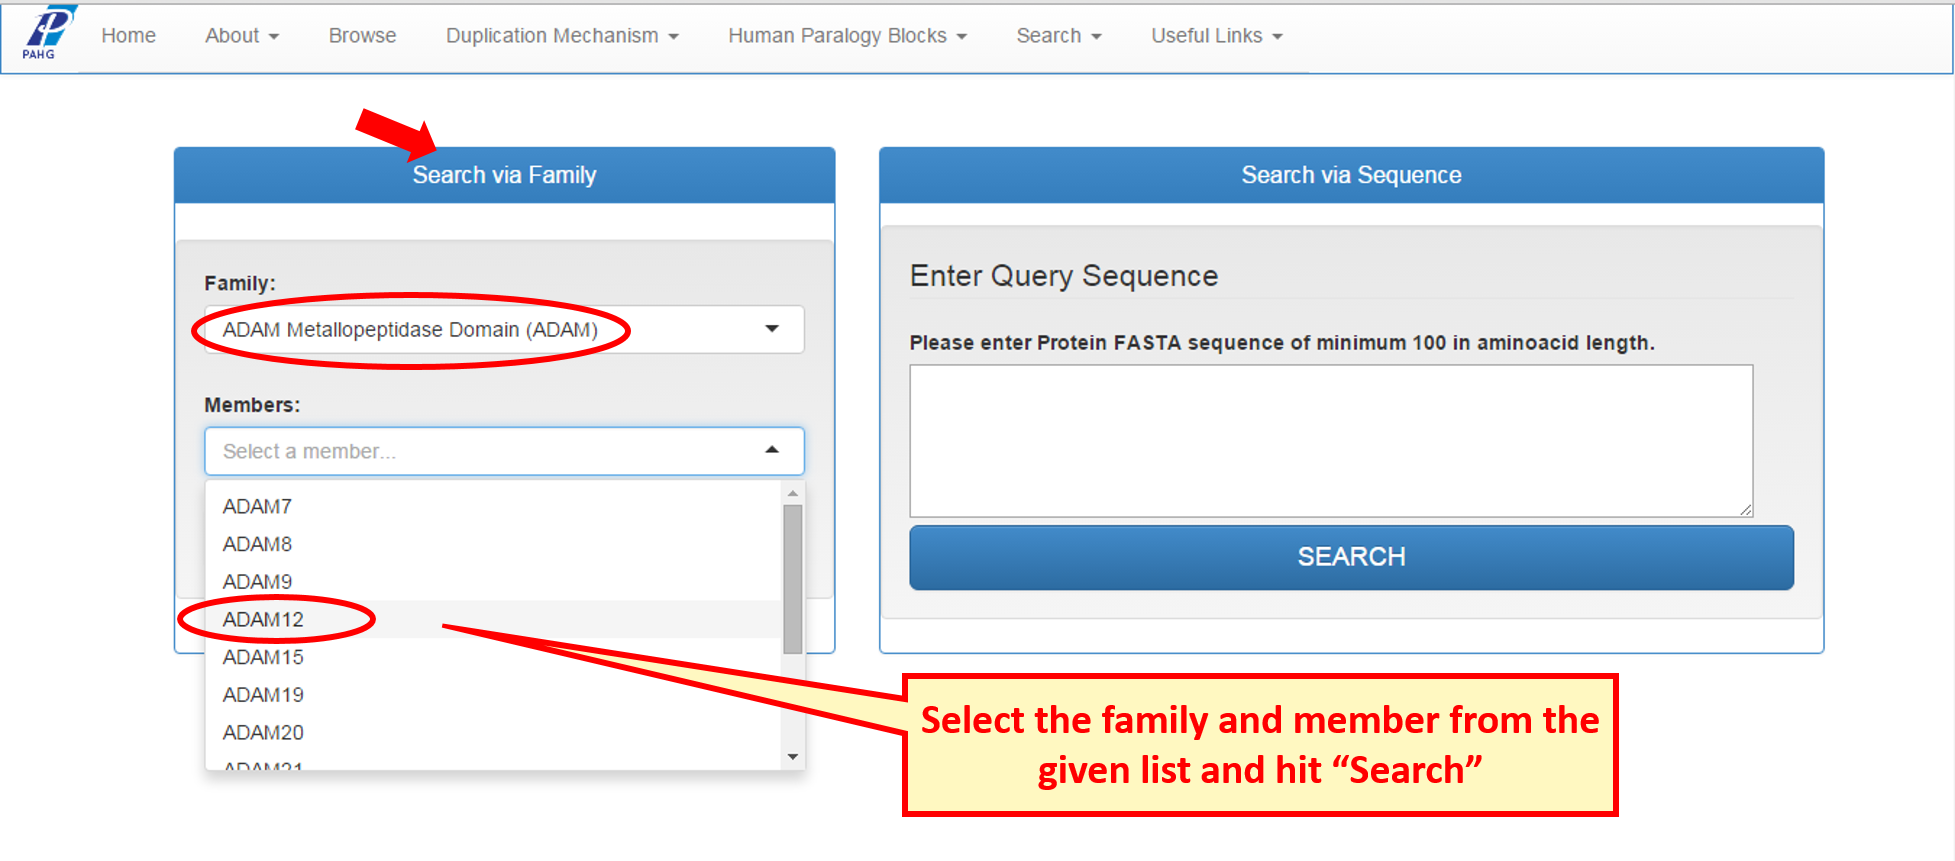 PAHG
Home About Browse Duplication Mechanism Human Paralogy Blocks Search Useful Links
Search via Family
Family:
ADAM Metallopeptidase Domain (ADAM)
Members:
Select a member...
ADAM7
ADAM8
ADAM9
ADAM12
ADAM15
ADAM19
ADAM20
ADAM21
Search via Sequence
Enter Query Sequence
Please enter Protein FASTA sequence of minimum 100 in aminoacid length.
SEARCH
Select the family and member from the
given list and hit “Search”